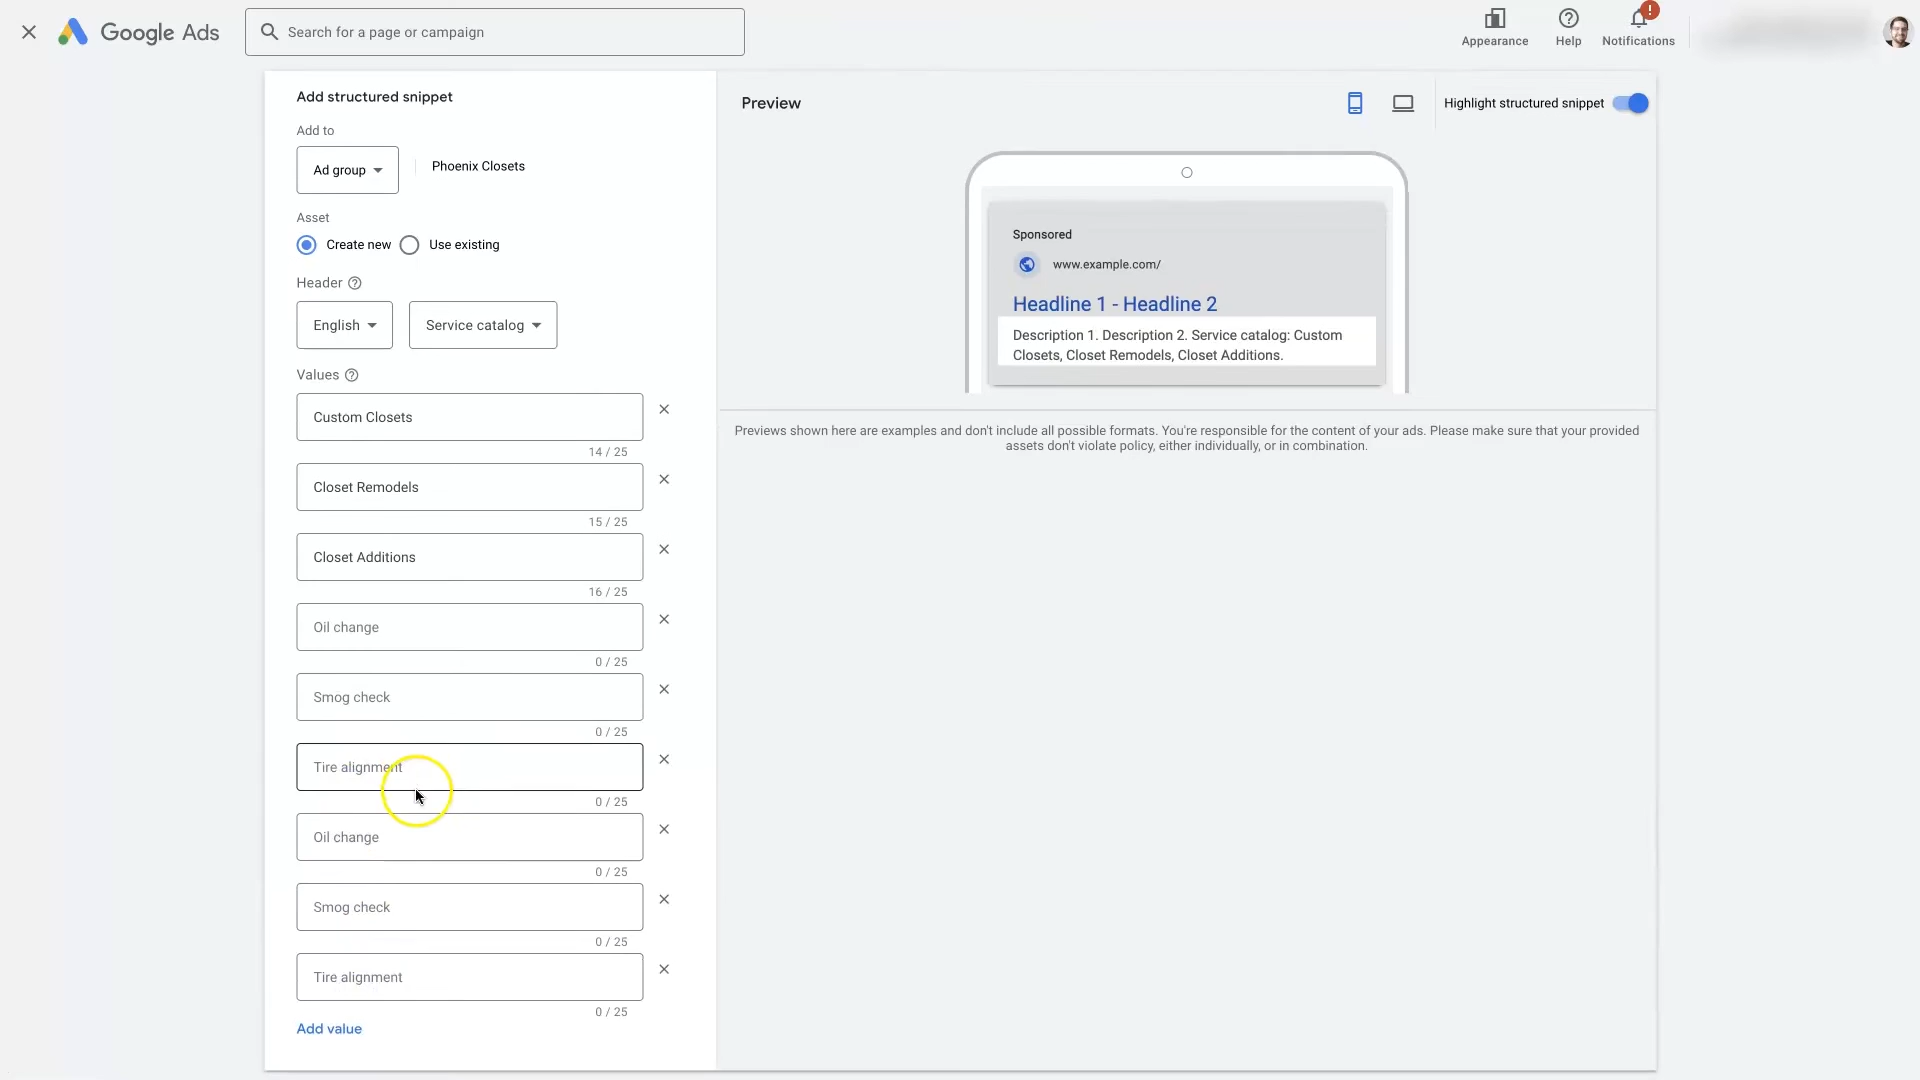 Google Ads
Search for a page or campaign
Appearance
Help
!
Notifications
Add structured snippet
Add to
Ad group
Phoenix Closets
Asset
Create new
Use existing
Header
English
Service catalog
Values
Custom Closets
14 / 25
Closet Remodels
15 / 25
Closet Additions
16 / 25
Oil change
0 / 25
Smog check
0 / 25
Tire alignment
0 / 25
Oil change
0 / 25
Smog check
0 / 25
Tire alignment
0 / 25
Add value
Preview
Highlight structured snippet
Sponsored
www.example.com/
Headline 1 - Headline 2
Description 1. Description 2. Service catalog: Custom
Closets, Closet Remodels, Closet Additions.
Previews shown here are examples and don't include all possible formats. You're responsible for the content of your ads. Please make sure that your provided
assets don't violate policy, either individually, or in combination.